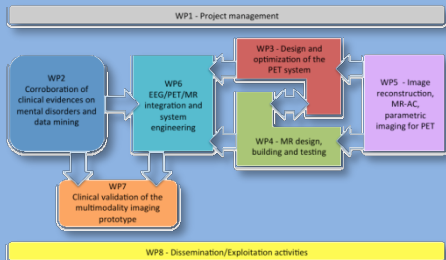 WP1 - Project management
WP2
Corroboration of
clinical evidences on
mental disorders and
data mining
WP6
EEG/PET/MR
integration and
system
engineering
WP3 - Design and
optimization of the
PET system
WP4 - MR design,
building and testing
WP5 - Image
reconstruction,
MR-AC,
parametric
imaging for PET
WP7
Clinical validation of the
multimodality imaging
prototype
WP8 - Dissemination/Exploitation activities